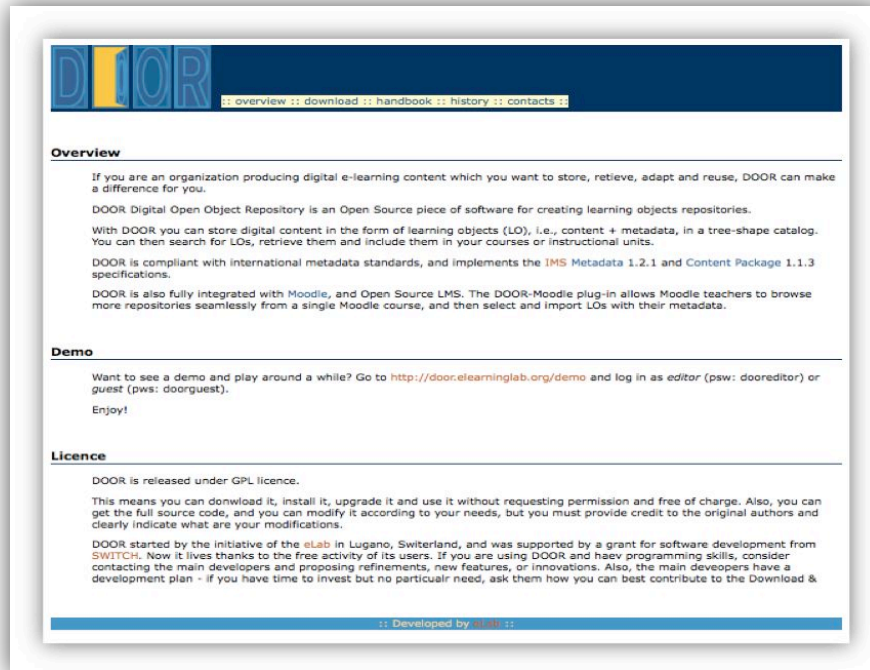 DOOR
:: overview :: download :: handbook :: history :: contacts ::
Overview
If you are an organization producing digital e-learning content which you want to store, retieve, adapt and reuse, DOOR can make
a difference for you.
DOOR Digital Open Object Repository is an Open Source piece of software for creating learning objects repositories.
With DOOR you can store digital content in the form of learning objects (LO), i.e., content + metadata, in a tree-shape catalog.
You can then search for LOs, retrieve them and include them in your courses or instructional units.
DOOR is compliant with international metadata standards, and implements the IMS Metadata 1.2.1 and Content Package 1.1.3
specifications.
DOOR is also fully integrated with Moodle, and Open Source LMS. The DOOR-Moodle plug-in allows Moodle teachers to browse
more repositories seamlessly from a single Moodle course, and then select and import LOs with their metadata.
Demo
Want to see a demo and play around a while? Go to http://door.elearninglab.org/demo and log in as editor (psw: dooreditor) or
guest (pws: doorguest).
Enjoy!
Licence
DOOR is released under GPL licence.
This means you can donwload it, install it, upgrade it and use it without requesting permission and free of charge. Also, you can
get the full source code, and you can modify it according to your needs, but you must provide credit to the original authors and
clearly indicate what are your modifications.
DOOR started by the initiative of the eLab in Lugano, Switerland, and was supported by a grant for software development from
SWITCH. Now it lives thanks to the free activity of its users. If you are using DOOR and haev programming skills, consider
contacting the main developers and proposing refinements, new features, or innovations. Also, the main deveopers have a
development plan - if you have time to invest but no particualr need, ask them how you can best contribute to the Download &
:: Developed by eLab ::